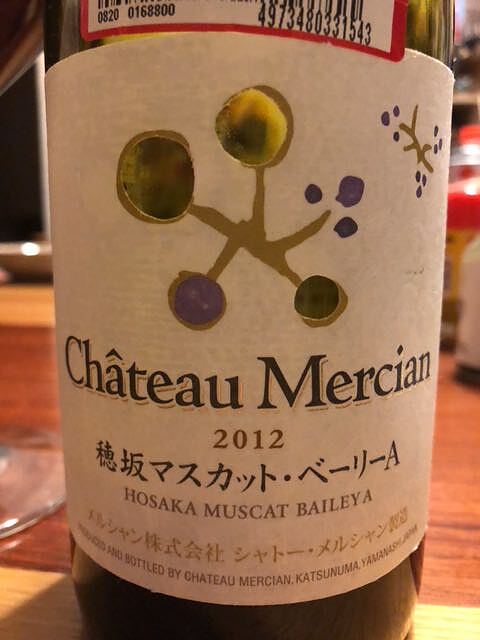 0820 0168800
4973480331543
Château Mercian
2012
穂坂マスカット・ベーリーA
HOSAKA MUSCAT BAILEYA
メルシャン株式会社 シャトー・メルシャン製造
PRODUCED AND BOTTLED BY CHATEAU MERCIAN, KATSUNUMA, YAMANASHI, JAPAN